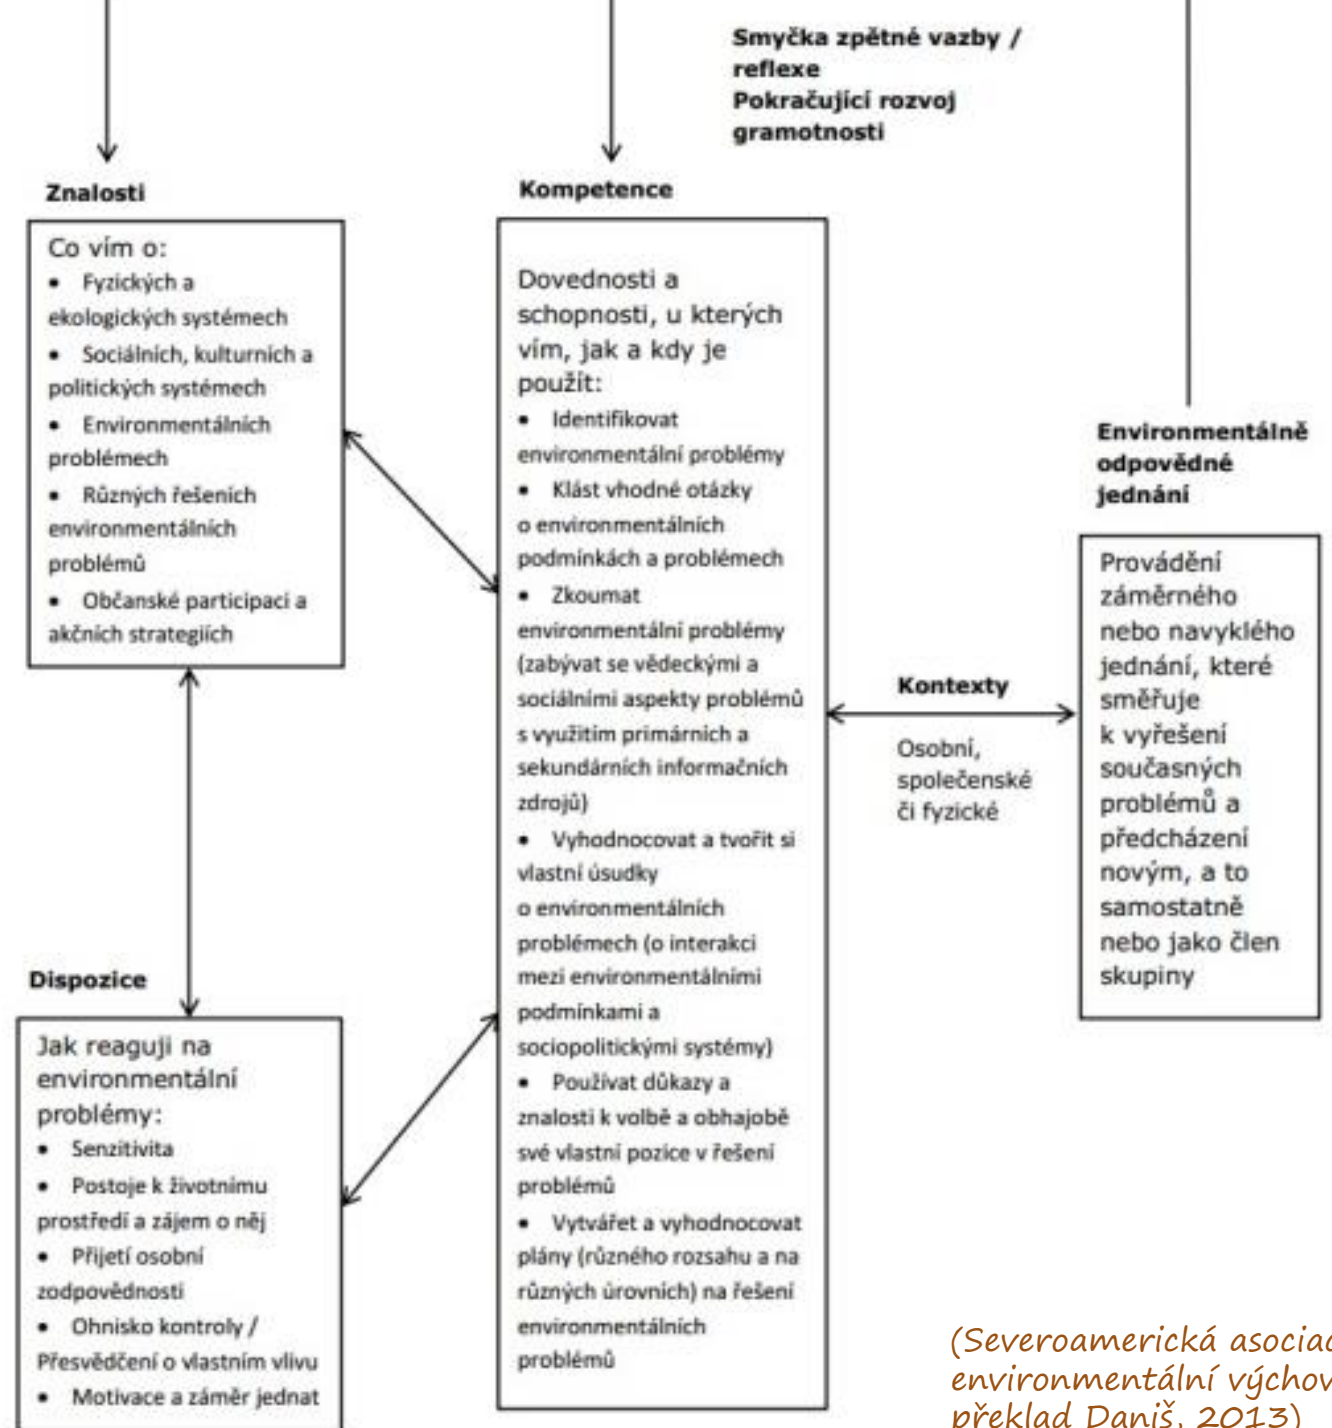 Smyčka zpětné vazby /
reflexe
Pokračující rozvoj
gramotnosti
Znalosti
Co vím o:
• Fyzických a
ekologických systémech
• Sociálních, kulturních a
politických systémech
• Environmentálních
problémech
• Různých řešeních
environmentálních
problémů
• Občanské participaci a
akčních strategiích
Kompetence
Dovednosti a
schopnosti, u kterých
vím, jak a kdy je
použít:
• Identifikovat
environmentální problémy
• Klást vhodné otázky
o environmentálních
podmínkách a problémech
• Zkoumat
environmentální problémy
(zabývat se vědeckými a
sociálními aspekty problémů
s využitím primárních a
sekundárních informačních
zdrojů)
• Vyhodnocovat a tvořit si
vlastní úsudky
o environmentálních
problémech (o interakci
mezi environmentálními
podmínkami a
sociopolitickými systémy)
• Používat důkazy a
znalosti k volbě a obhajobě
své vlastní pozice v řešení
problémů
• Vytvářet a vyhodnocovat
plány (různého rozsahu a na
různých úrovních) na řešení
environmentálních
problémů
Kontexty
Osobní,
společenské
či fyzické
Environmentálně
odpovědné
jednání
Provádění
záměrného
nebo navyklého
jednání, které
směřuje
k vyřešení
současných
problémů a
předcházení
novým, a to
samostatně
nebo jako člen
skupiny
Dispozice
Jak reaguji na
environmentální
problémy:
• Senzitivita
• Postoje k životnímu
prostředí a zájem o něj
• Přijetí osobní
zodpovědnosti
• Ohnisko kontroly /
Přesvědčení o vlastním vlivu
• Motivace a záměr jednat
(Severoamerická
environmentální
překlad Daniš, 2013)